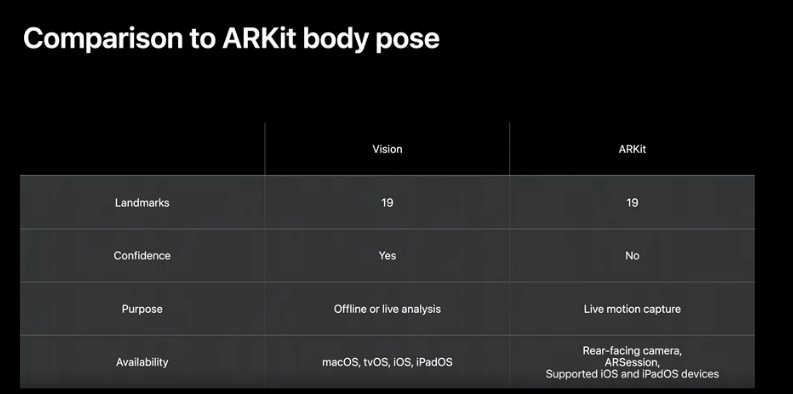 Comparison to ARKit body pose
Vision ARKit
Landmarks 19 19
Confidence Yes No
Purpose Offline or live analysis Live motion capture
Availability macOS, tvOS, iOS, iPadOS Rear-facing camera,
ARSession,
Supported iOS and iPadOS devices